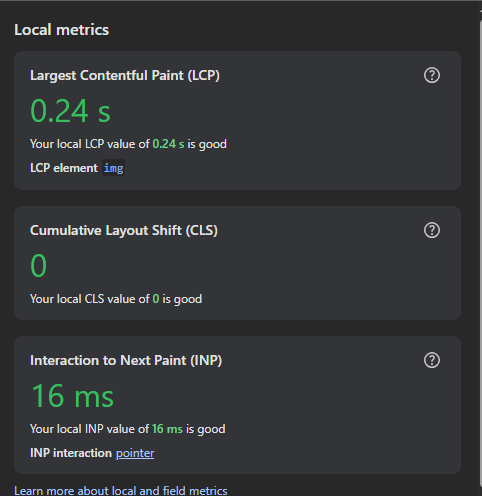 Local metrics
Largest Contentful Paint (LCP)
0.24 s
Your local LCP value of 0.24 s is good
LCP element img
Cumulative Layout Shift (CLS)
0
Your local CLS value of 0 is good
Interaction to Next Paint (INP)
16 ms
Your local INP value of 16 ms is good
INP interaction pointer
Learn more about local and field metrics